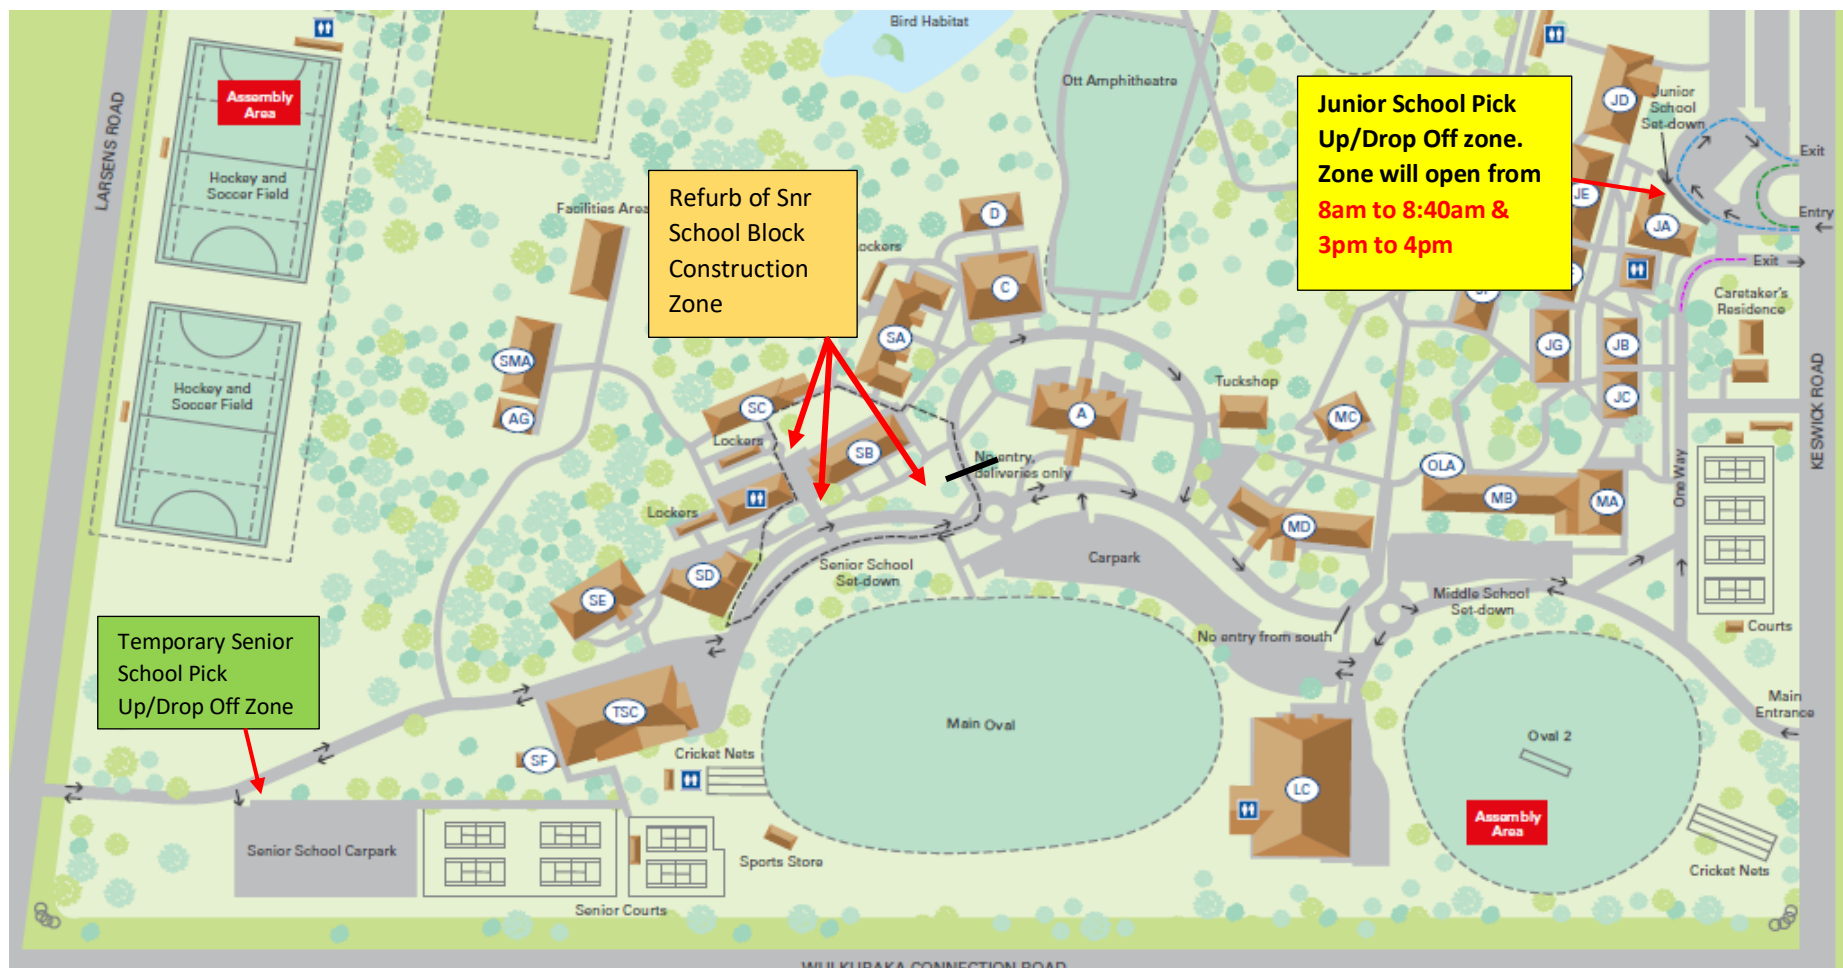 Bird Habitat
Ott Amphitheatre
LARSENS ROAD
Assembly
Area
Hockey and
Soccer Field
Facilities Area
Refurb of Snr
School Block
Construction
Zone
D
C
SA
Junior School Pick
Up/Drop Off zone.
Zone will open from
8am to 8:40am &
3pm to 4pm
JD
Junior
School
Set-down
Exit
JE
JA
Entry
Exit
Caretaker's
Residence
KESWICK ROAD
JG
JB
JC
SMA
AG
Hockey and
Soccer Field
SC
Lockers
SB
Lockers
A
No entry,
deliveries only
Tuckshop
MC
OLA
MB
MA
MD
One Way
Carpark
Senior School
Set-down
SD
SE
Middle School
Set-down
No entry from south
Courts
Main
Entrance
Temporary Senior
School Pick
Up/Drop Off Zone
TSC
SF
Cricket Nets
Main Oval
Oval 2
LC
Assembly
Area
Cricket Nets
Senior School Carpark
Sports Store
Senior Courts
WULKURAKA CONNECTION ROAD